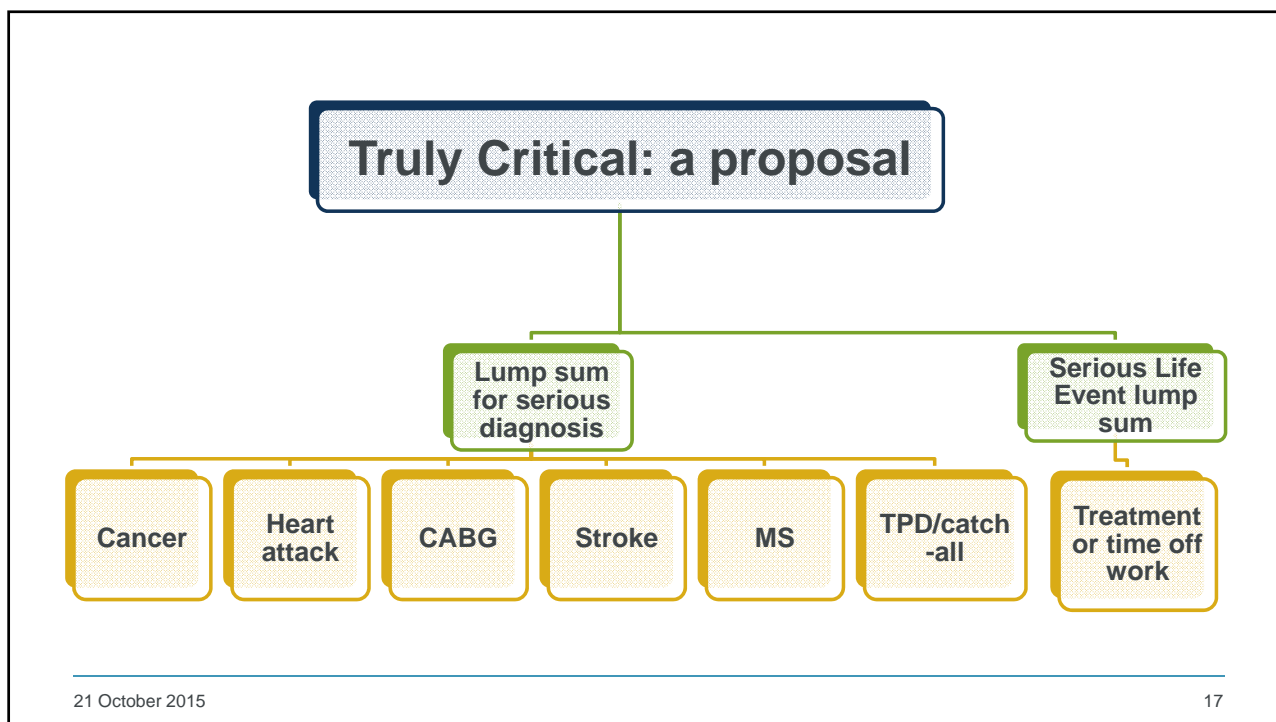 Truly Critical: a proposal
Lump sum
for serious
diagnosis
Serious Life
Event lump
sum
Cancer
Heart
attack
CABG
Stroke
MS
TPD/catch
-all
Treatment
or time off
work
21 October 2015
17